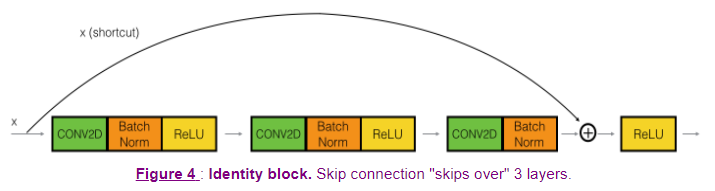 x (shortcut)
x
CONV2D Batch Norm ReLU CONV2D Batch Norm ReLU CONV2D Batch Norm + ReLU
Figure 4 : Identity block. Skip connection "skips over" 3 layers.